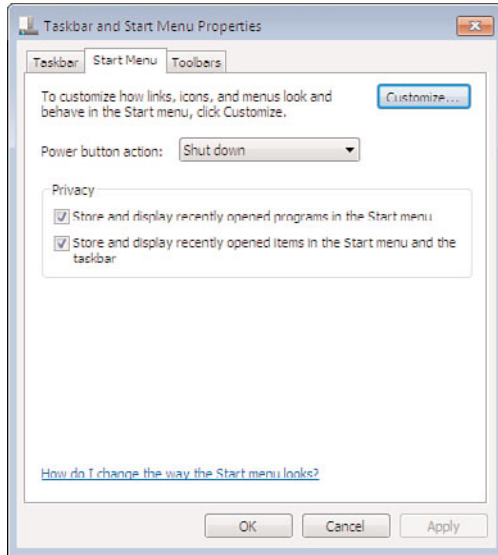 Taskbar and Start Menu Properties
Taskbar
Start Menu
Toolbars
To customize how links, icons, and menus look and
behave in the Start menu, click Customize.
Customize...
Power button action:
Shut down
Privacy
Store and display recently opened programs in the Start menu
Store and display recently opened items in the Start menu and the
taskbar
How do I change the way the Start menu looks?
OK
Cancel
Apply